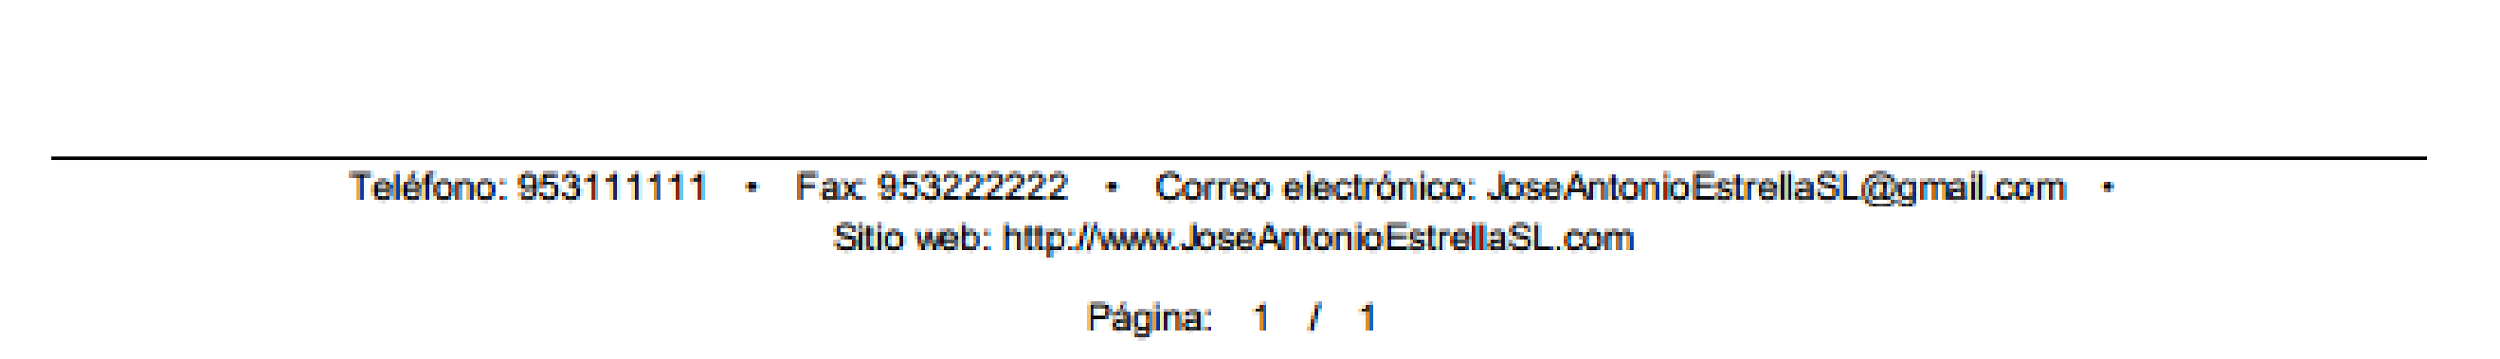 Teléfono: 953111111 • Fax: 953222222 • Correo electrónico: JoseAntonioEstrellaSL@gmail.com •
Sitio web: http://www.JoseAntonioEstrellaSL.com
Página: 1 / 1